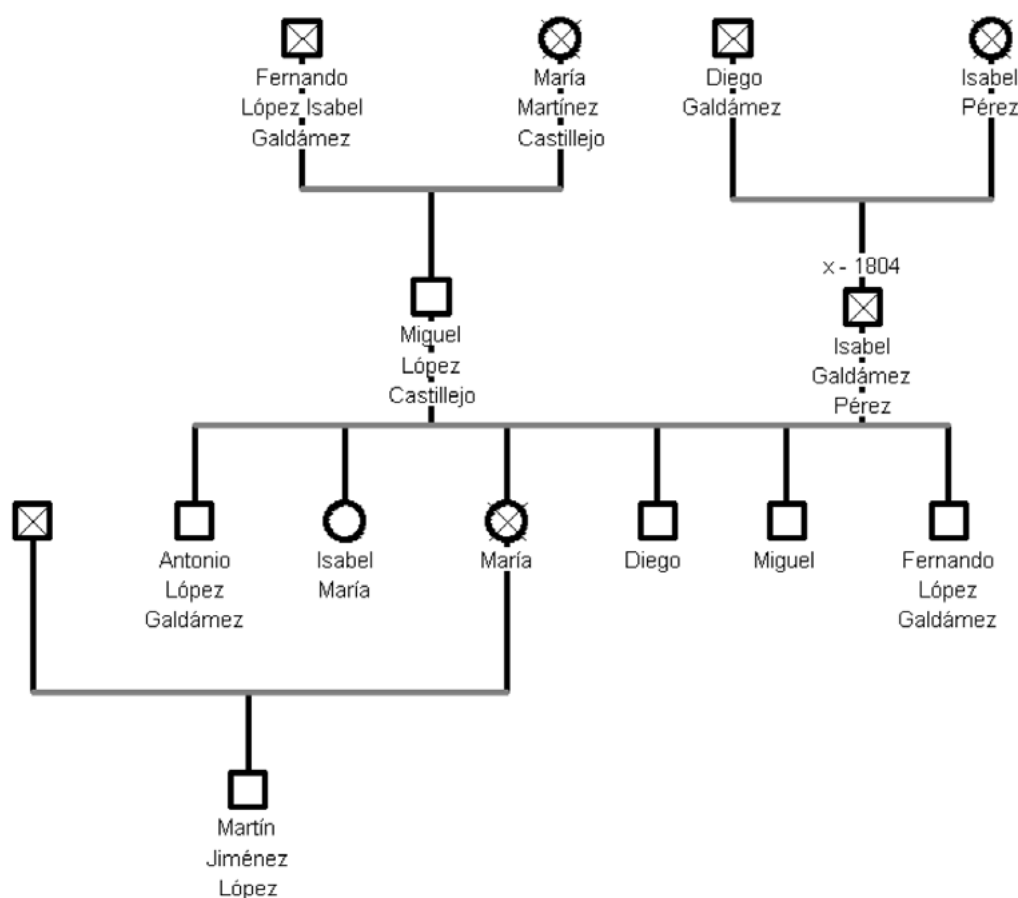 Fernando
López Isabel
Galdámez
María
Martínez
Castillejo
Diego
Galdámez
Isabel
Pérez
x - 1804
Miguel
López
Castillejo
Isabel
Galdámez
Pérez
Antonio
López
Galdámez
Isabel
María
María
Diego
Miguel
Fernando
López
Galdámez
Martín
Jiménez
López